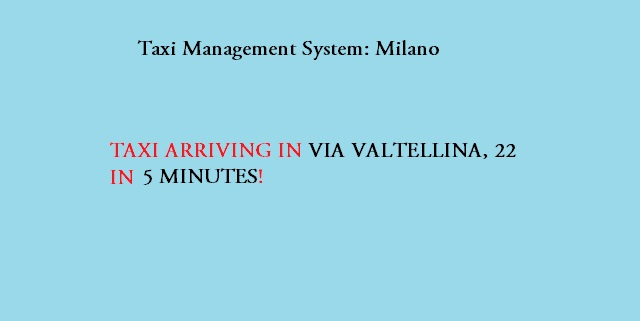 Taxi Management System: Milano
TAXI ARRIVING IN VIA VALTELLINA, 22
IN 5 MINUTES!